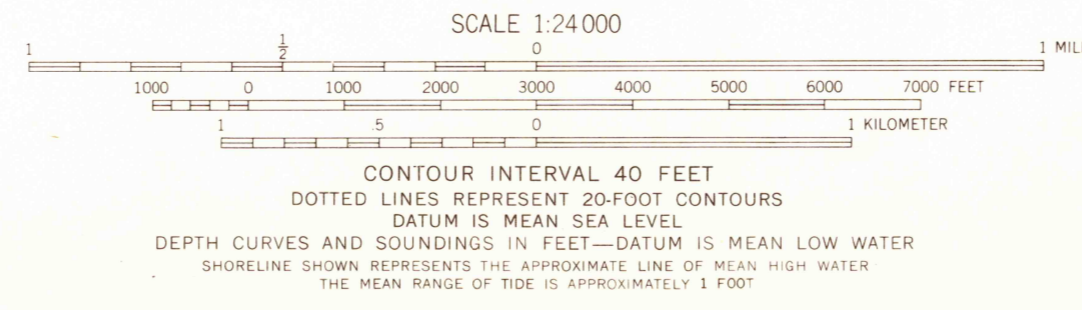 SCALE 1:24 000
1 ½ 0 1 MIL
1000 0 1000 2000 3000 4000 5000 6000 7000 FEET
1 .5 0 1 KILOMETER
CONTOUR INTERVAL 40 FEET
DOTTED LINES REPRESENT 20-FOOT CONTOURS
DATUM IS MEAN SEA LEVEL
DEPTH CURVES AND SOUNDINGS IN FEET—DATUM IS MEAN LOW WATER
SHORELINE SHOWN REPRESENTS THE APPROXIMATE LINE OF MEAN HIGH WATER
THE MEAN RANGE OF TIDE IS APPROXIMATELY 1 FOOT